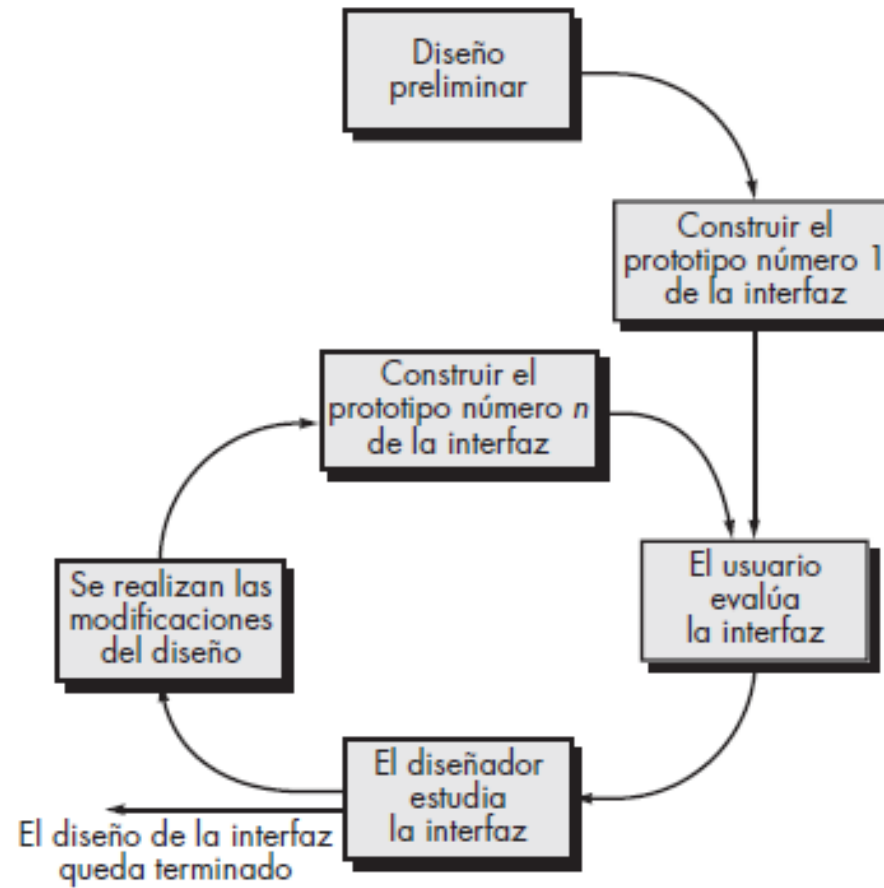 Diseño
preliminar
Construir el
prototipo número 1
de la interfaz
Construir el
prototipo número n
de la interfaz
El usuario
evalúa
la interfaz
Se realizan las
modificaciones
del diseño
El diseñador
estudia
la interfaz
El diseño de la interfaz
queda terminado